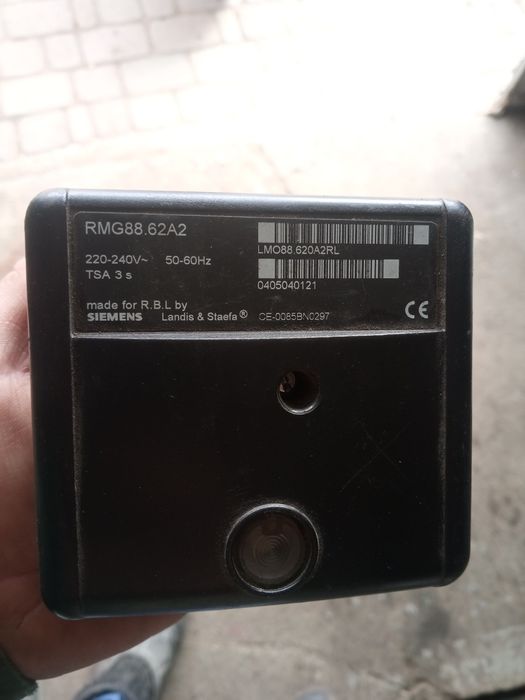 RMG88.62A2
LMO88.620A2RL
220-240V~ 50-60Hz
TSA 3 s
0405040121
made for R.B.L by
SIEMENS Landis & Staefa® CE-0085BN0297 CE